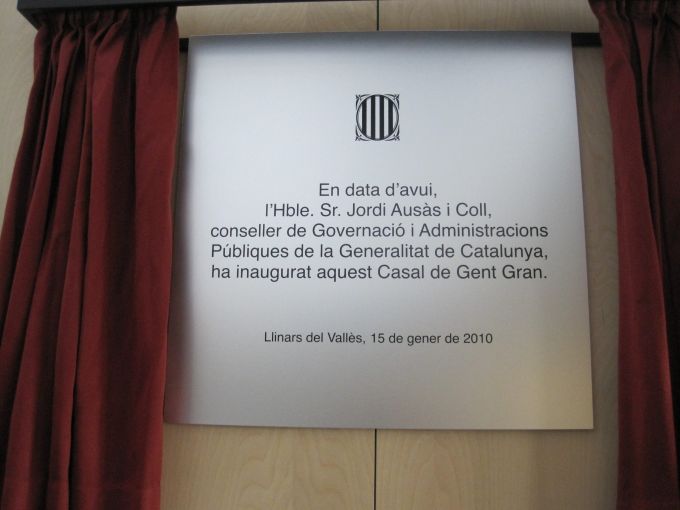 En data d'avui,
l'Hble. Sr. Jordi Ausàs i Coll,
conseller de Governació i Administracions
Públiques de la Generalitat de Catalunya,
ha inaugurat aquest Casal de Gent Gran.
Llinars del Vallès, 15 de gener de 2010